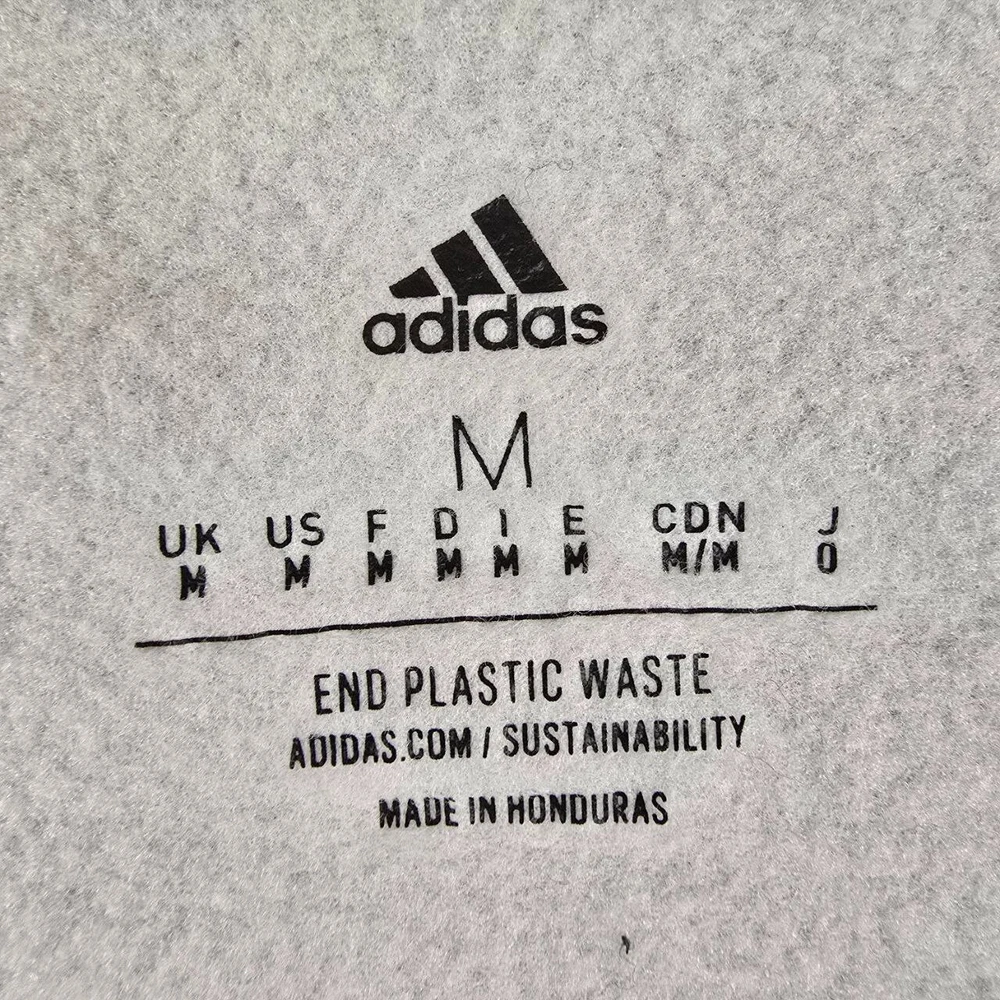 adidas
M
UK US F D I E CDN J
M M M M M M M/M O
END PLASTIC WASTE
ADIDAS.COM / SUSTAINABILITY
MADE IN HONDURAS